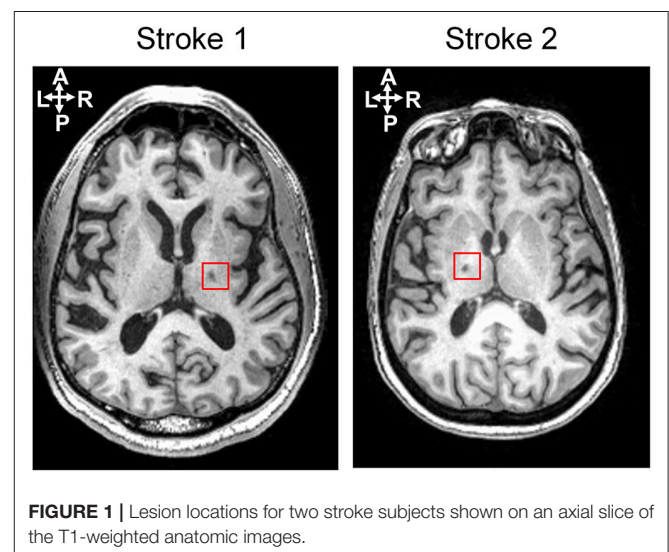 Stroke 1 Stroke 2
A A
L R L R
P P
FIGURE 1 | Lesion locations for two stroke subjects shown on an axial slice of
the T1-weighted anatomic images.